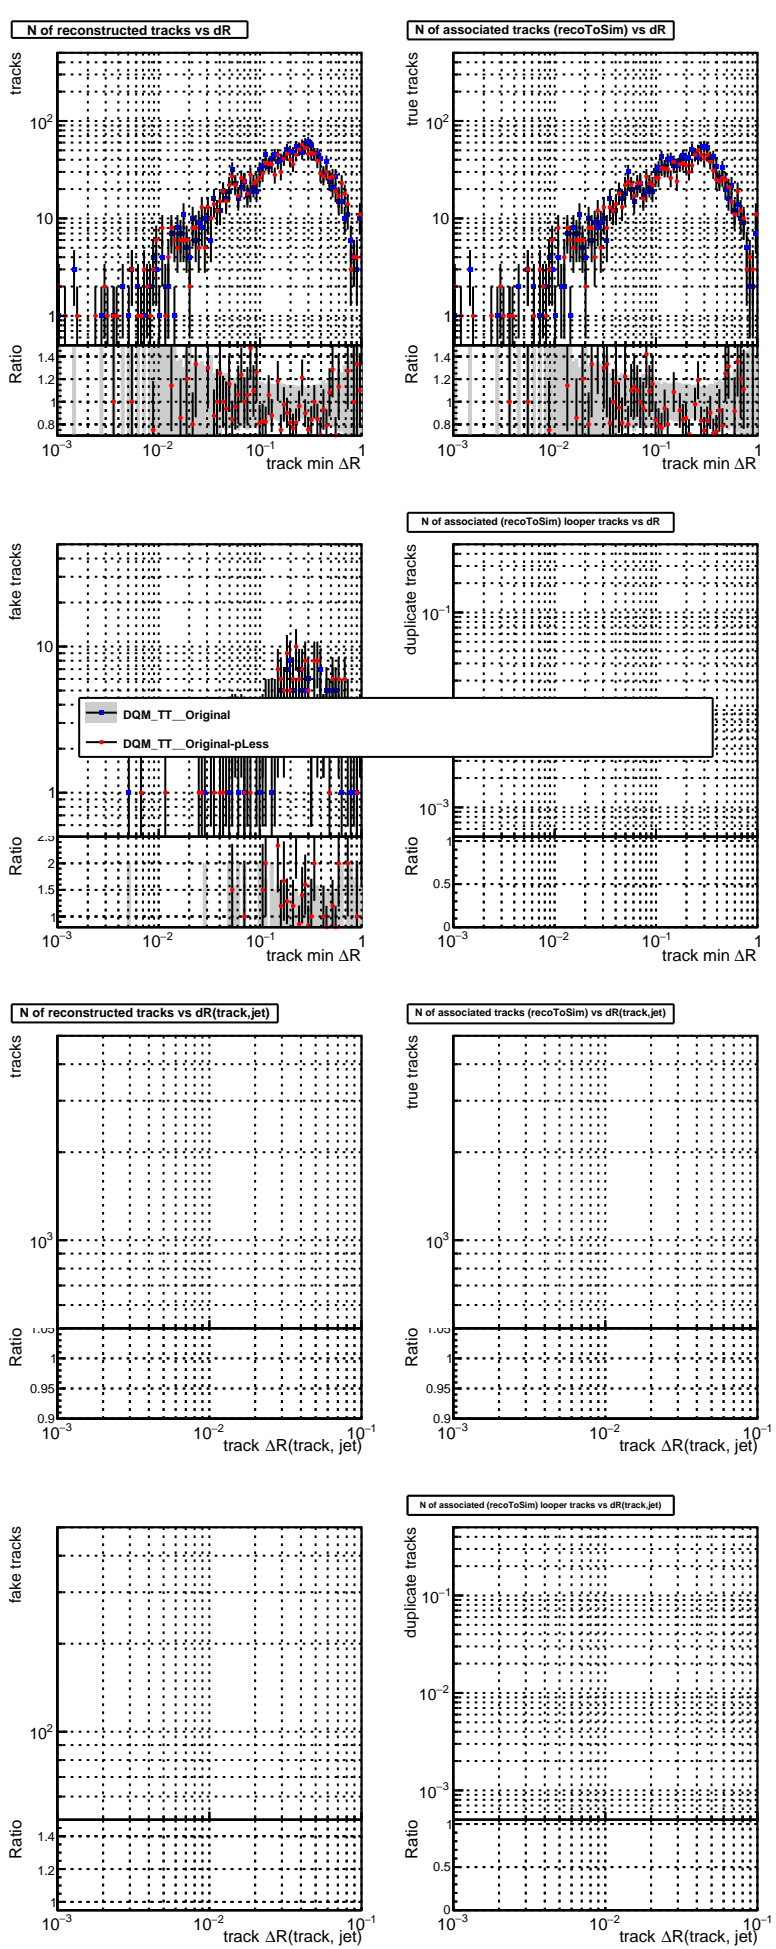 N of reconstructed tracks vs dR
tracks
10²
10
1
Ratio
1.4
1.2
1
0.8
10⁻³ 10⁻² 10⁻¹ 1
track min ΔR
N of associated tracks (recoToSim) vs dR
true tracks
10²
10
1
Ratio
1.4
1.2
1
0.8
10⁻³ 10⁻² 10⁻¹ 1
track min ΔR
fake tracks
10
1
Ratio
2.5
2
1.5
1
10⁻³ 10⁻² 10⁻¹ 1
track min ΔR
N of associated (recoToSim) looper tracks vs dR
duplicate tracks
10⁻¹
10⁻³
Ratio
1
0.5
0
10⁻³ 10⁻² 10⁻¹ 1
track min ΔR
DQM_TT__Original
DQM_TT__Original-pLess
N of reconstructed tracks vs dR(track,jet)
tracks
10³
Ratio
1.05
1
0.95
0.9
10⁻³ 10⁻² 10⁻¹
track ΔR(track, jet)
N of associated tracks (recoToSim) vs dR(track,jet)
true tracks
10³
Ratio
1.05
1
0.95
0.9
10⁻³ 10⁻² 10⁻¹
track ΔR(track, jet)
fake tracks
10²
Ratio
1.4
1.2
1
10⁻³ 10⁻² 10⁻¹
track ΔR(track, jet)
N of associated (recoToSim) looper tracks vs dR(track,jet)
duplicate tracks
10⁻¹
10⁻²
10⁻³
Ratio
1
0.5
0
10⁻³ 10⁻² 10⁻¹
track ΔR(track, jet)